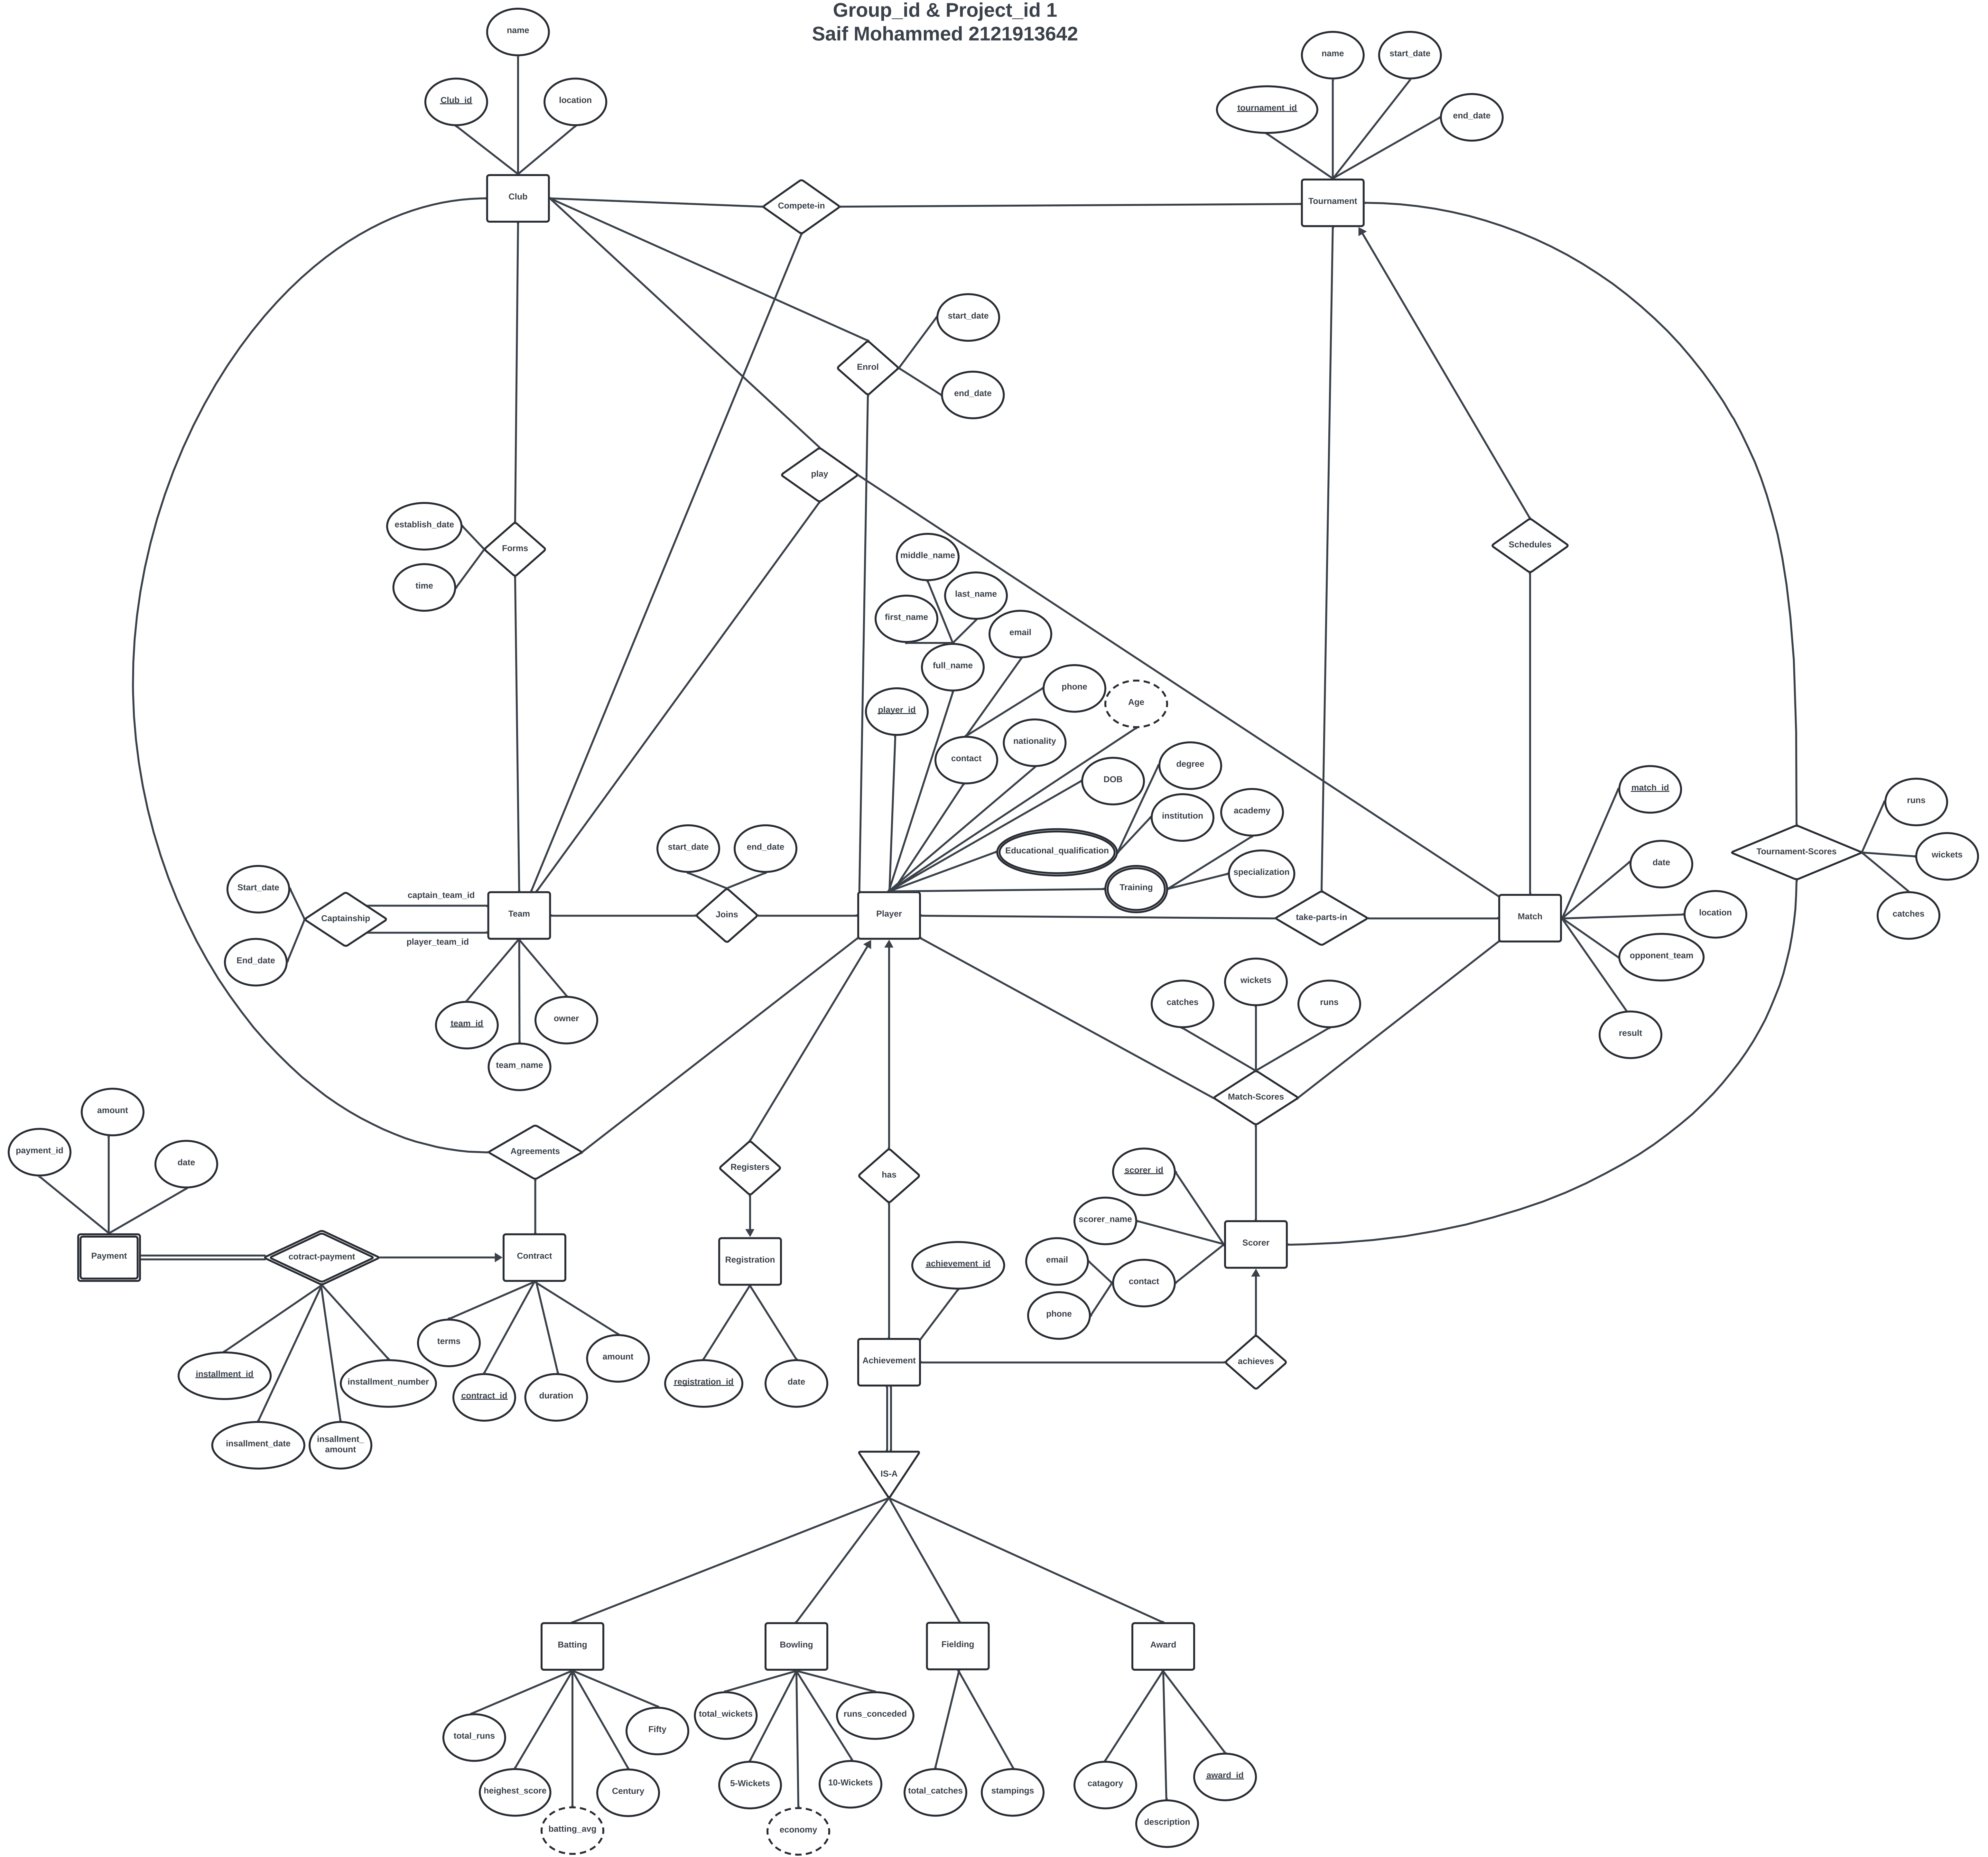 Group_id & Project_id 1
Saif Mohammed 2121913642
name
Club_id
location
name
start_date
tournament_id
end_date
Club
Compete-in
Tournament
start_date
Enrol
end_date
play
establish_date
Forms
time
Schedules
middle_name
last_name
first_name
email
full_name
phone
Age
player_id
nationality
contact
DOB
degree
institution
academy
match_id
runs
Educational_qualification
Tournament-Scores
wickets
start_date
end_date
date
specialization
Training
Start_date
captain_team_id
Captainship
Team
Joins
Player
take-parts-in
Match
location
catches
player_team_id
End_date
opponent_team
team_id
owner
team_name
catches
wickets
runs
result
Match-Scores
amount
payment_id
date
Agreements
Registers
has
scorer_id
scorer_name
Payment
cotract-payment
Contract
Registration
Scorer
achievement_id
email
contact
phone
terms
amount
Achievement
achieves
installment_id
installment_number
contract_id
duration
registration_id
date
insallment_date
insallment_
amount
IS-A
Batting
Bowling
Fielding
Award
total_runs
Fifty
total_wickets
runs_conceded
heighest_score
Century
5-Wickets
10-Wickets
total_catches
stampings
catagory
award_id
batting_avg
economy
description